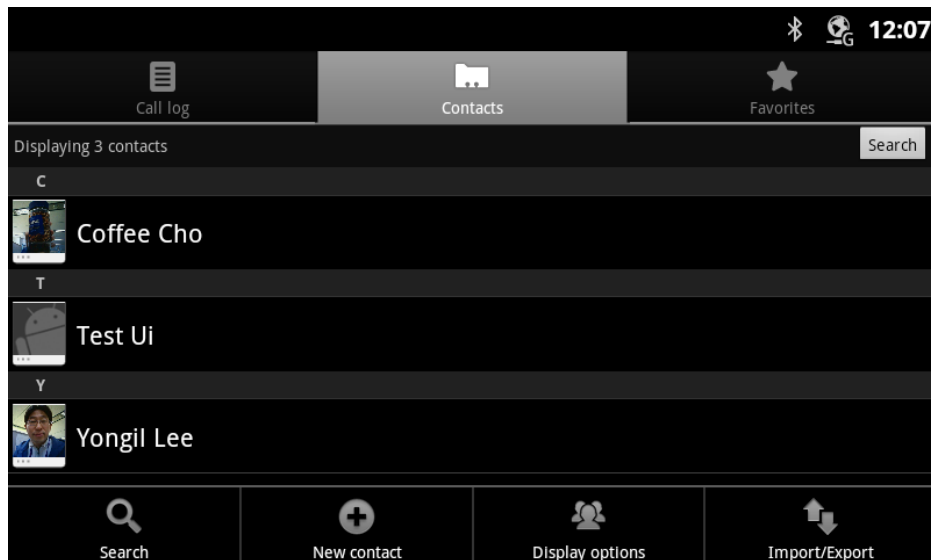 G 12:07
Call log Contacts Favorites
Displaying 3 contacts Search
C
Coffee Cho
T
Test Ui
Y
Yongil Lee
Search New contact Display options Import/Export